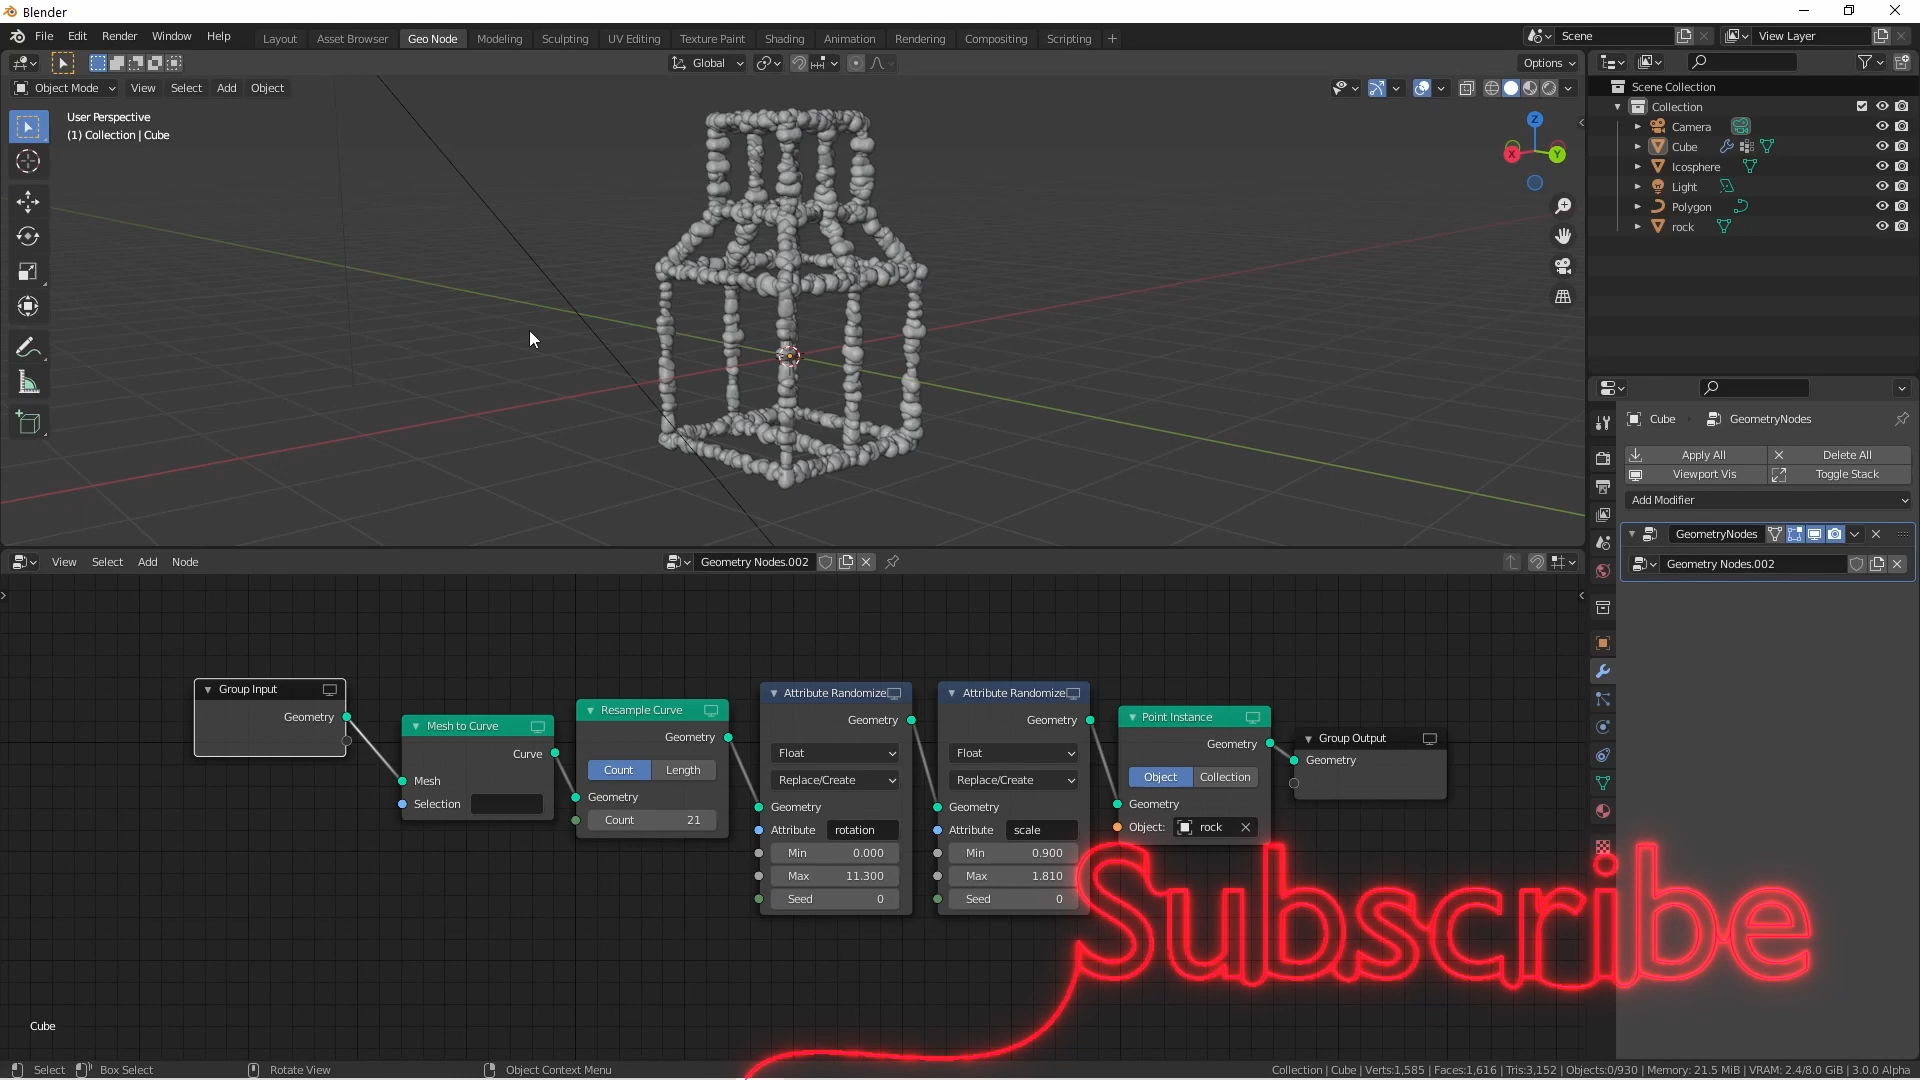 Blender
File Edit Render Window Help
Layout Asset Browser Geo Node Modeling Sculpting UV Editing Texture Paint Shading Animation Rendering Compositing Scripting +
Scene View Layer
Global Options
Object Mode View Select Add Object
User Perspective
(1) Collection | Cube
Z
X
Y
Scene Collection
Collection
Camera
Cube
Icosphere
Light
Polygon
rock
Cube GeometryNodes
Apply All Delete All
Viewport Vis Toggle Stack
Add Modifier
GeometryNodes
Geometry Nodes.002
View Select Add Node Geometry Nodes.002
Group Input
Geometry
Mesh to Curve
Curve
Mesh
Selection
Resample Curve
Geometry
Count Length
Geometry
Count 21
Attribute Randomize
Geometry
Float
Replace/Create
Geometry
Attribute rotation
Min 0.000
Max 11.300
Seed 0
Attribute Randomize
Geometry
Float
Replace/Create
Geometry
Attribute scale
Min 0.900
Max 1.810
Seed 0
Point Instance
Geometry
Object Collection
Geometry
Object: rock
Group Output
Geometry
Subscribe
Cube
Select Box Select Rotate View Object Context Menu Collection | Cube | Verts:1,585 | Faces:1,616 | Tris:3,152 | Objects:0/930 | Memory: 21.5 MiB | VRAM: 2.4/8.0 GiB | 3.0.0 Alpha